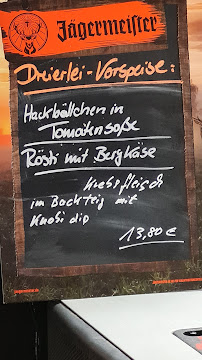 Jägermeister
Dreierlei-Vorspeise:
Hackbällchen in
Tomatensoße
Rösti mit Bergkäse
Krebsfleisch
im Backteig mit
Knobi dip
13,80 €